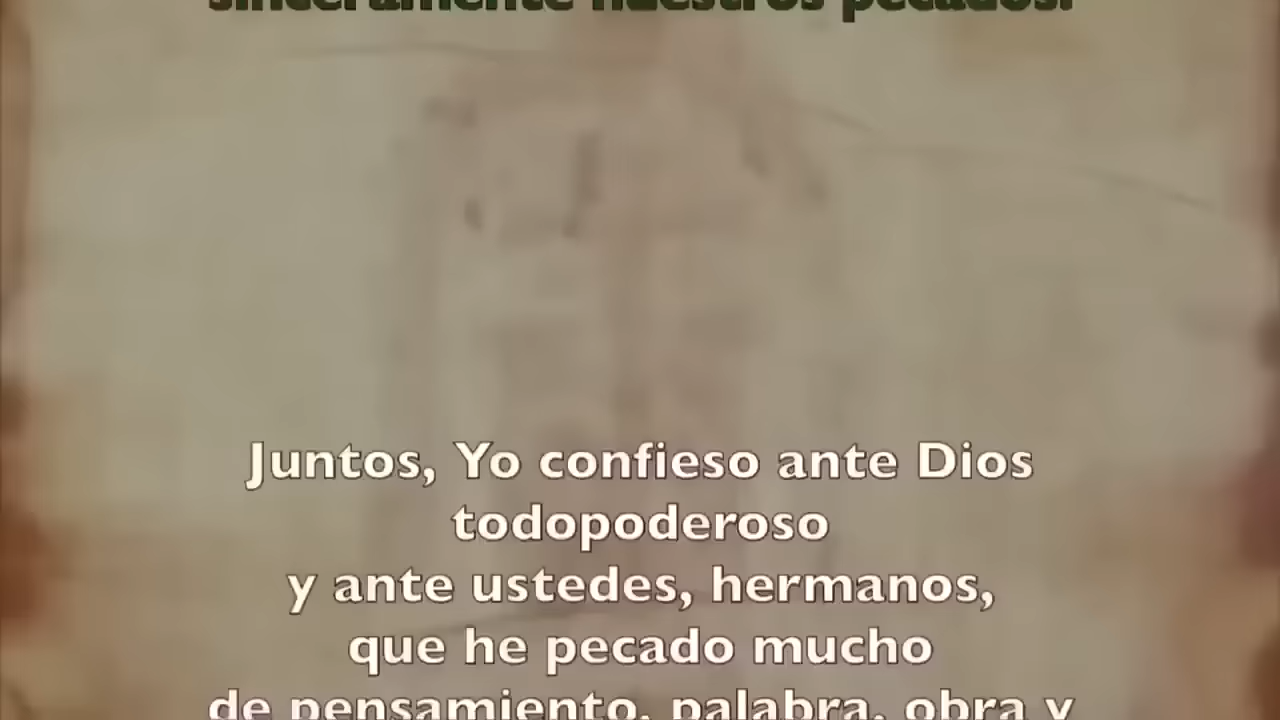 sinceramente nuestros pecados.
Juntos, Yo confieso ante Dios
todopoderoso
y ante ustedes, hermanos,
que he pecado mucho
de pensamiento, palabra, obra y